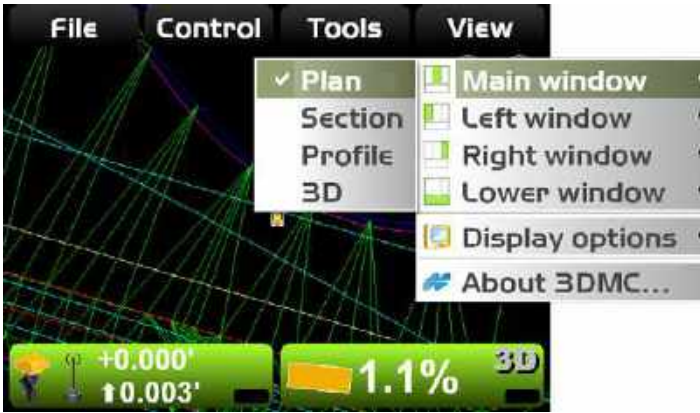 File Control Tools View
Plan
Section
Profile
3D
Main window
Left window
Right window
Lower window
Display options
About 3DMC...
+0.000'
⬆0.003'
1.1%
3D